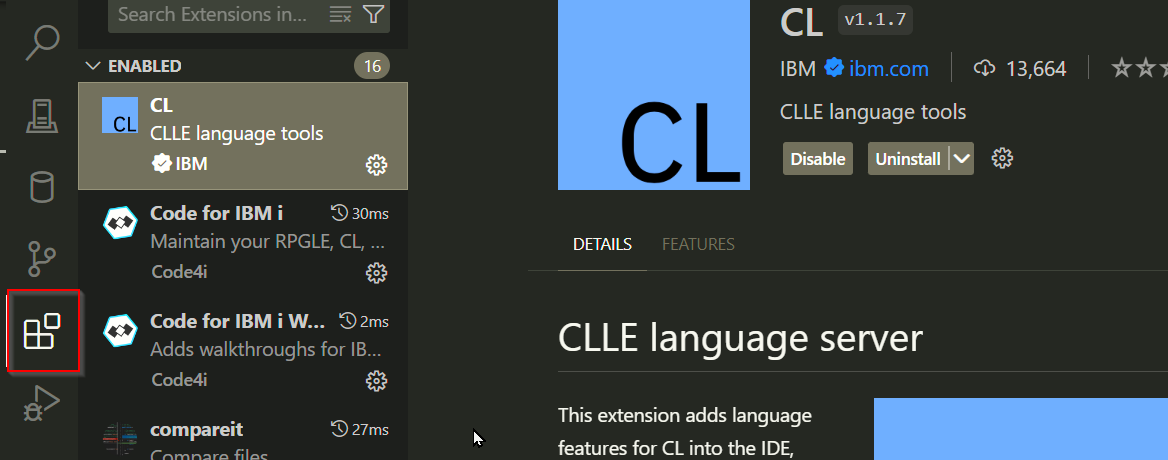 Search Extensions in...
ENABLED
16
CL
CLLE language tools
IBM
Code for IBM i
30ms
Maintain your RPGLE, CL, ...
Code4i
Code for IBM i W...
2ms
Adds walkthroughs for IB...
Code4i
compareit
27ms
Compare files
CL
CL
v1.1.7
IBM
ibm.com
13,664
CLLE language tools
Disable
Uninstall
DETAILS
FEATURES
CLLE language server
This extension adds language
features for CL into the IDE,
CL